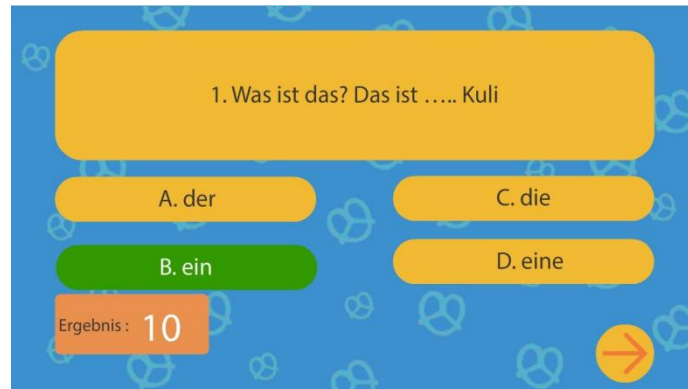 1. Was ist das? Das ist ..... Kuli
A. der
C. die
B. ein
D. eine
Ergebnis : 10